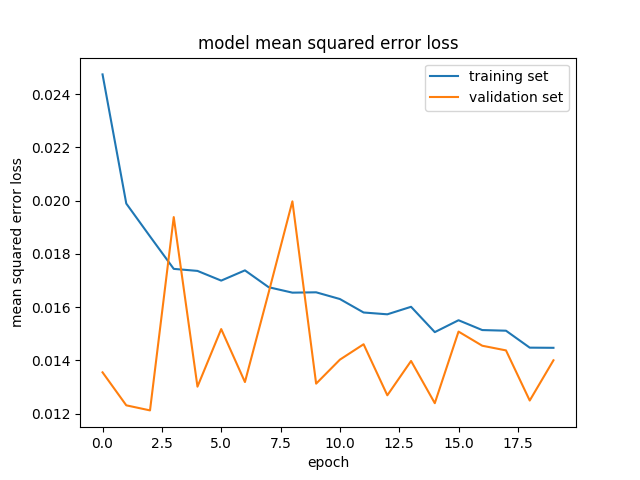 model mean squared error loss
training set
validation set
mean squared error loss
0.024
0.022
0.020
0.018
0.016
0.014
0.012
0.0 2.5 5.0 7.5 10.0 12.5 15.0 17.5
epoch